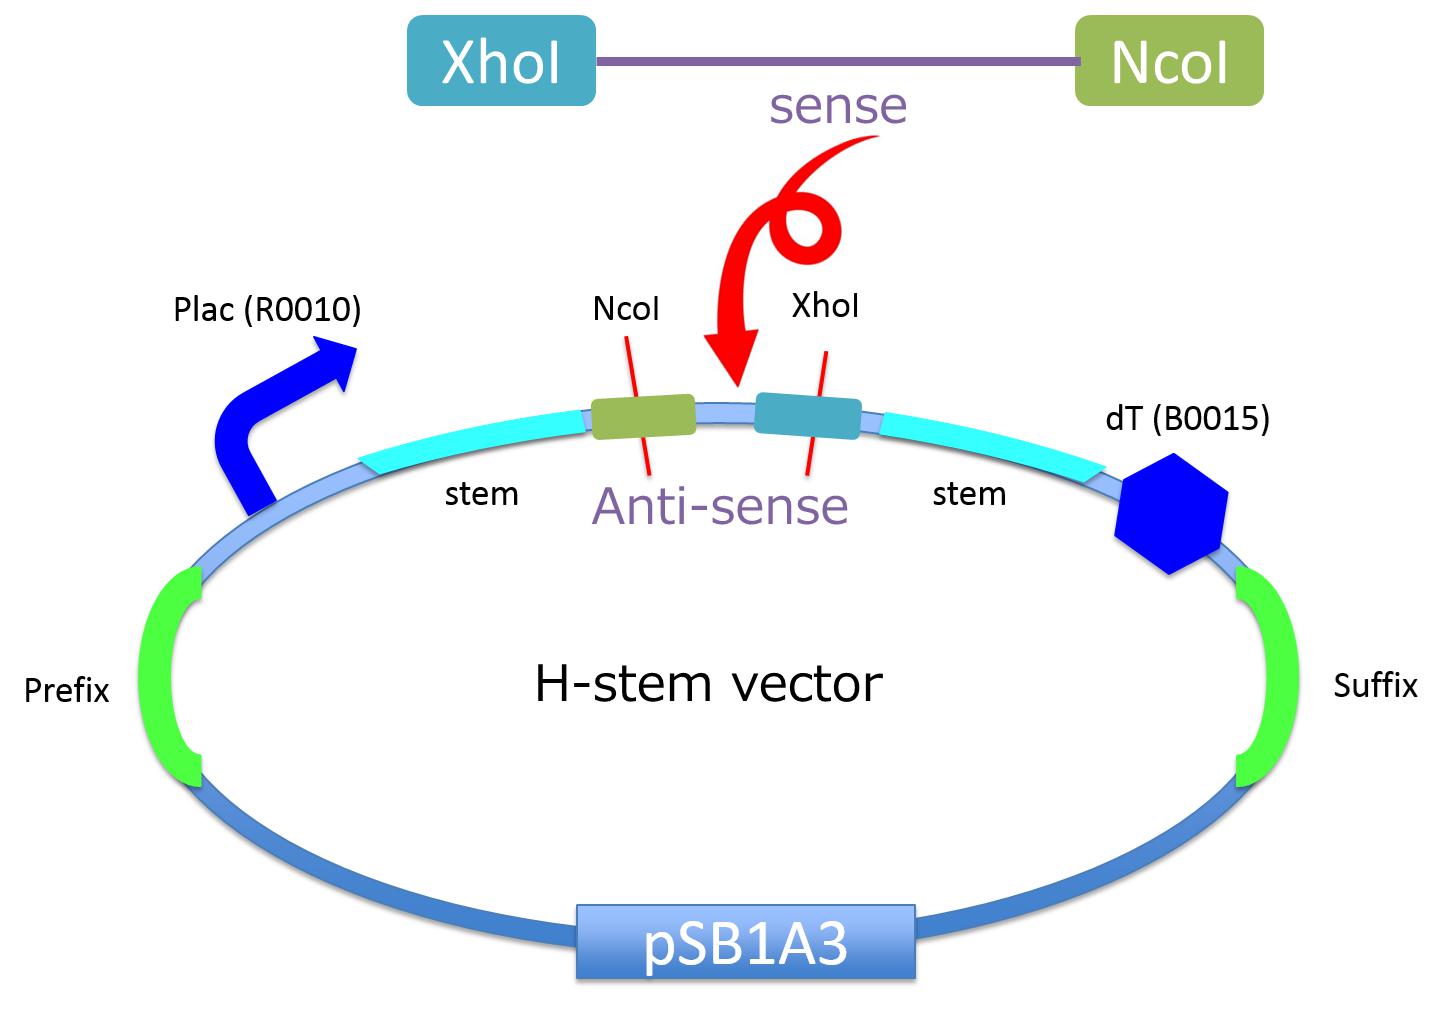 XhoI
NcoI
sense
Plac (R0010)
NcoI
XhoI
dT (B0015)
stem
Anti-sense
stem
Prefix
H-stem vector
Suffix
pSB1A3